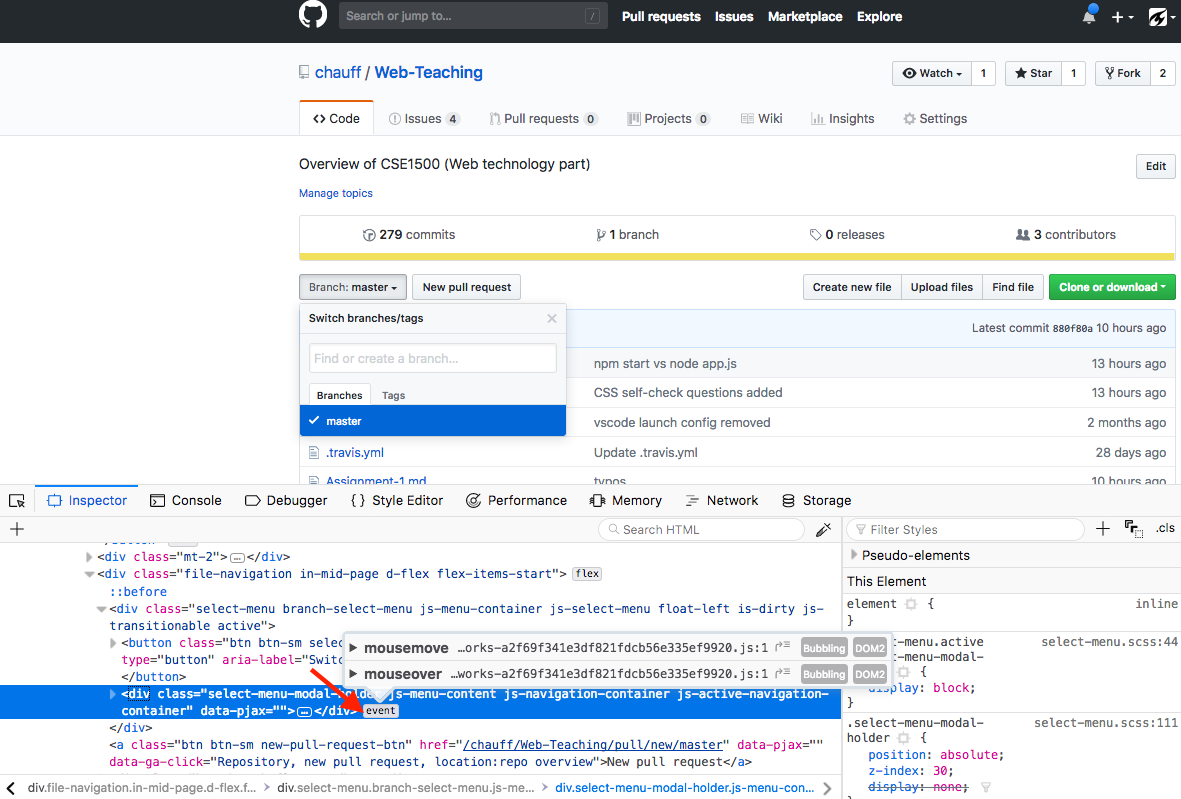 Search or jump to... / Pull requests Issues Marketplace Explore
chauff / Web-Teaching Watch 1 Star 1 Fork 2
Code Issues 4 Pull requests 0 Projects 0 Wiki Insights Settings
Overview of CSE1500 (Web technology part) Edit
Manage topics
279 commits 1 branch 0 releases 3 contributors
Branch: master New pull request Create new file Upload files Find file Clone or download
Switch branches/tags
Latest commit 880f80a 10 hours ago
Find or create a branch...
npm start vs node app.js 13 hours ago
Branches Tags
CSS self-check questions added 13 hours ago
master
vscode launch config removed 2 months ago
.travis.yml Update .travis.yml 28 days ago
Assignment-1.md typos 10 hours ago
Inspector Console Debugger { } Style Editor Performance Memory Network Storage
+ Search HTML Filter Styles + .cls
<div class="mt-2">…</div>
<div class="file-navigation in-mid-page d-flex flex-items-start"> flex
::before
<div class="select-menu branch-select-menu js-menu-container js-select-menu float-left is-dirty js-
transitionable active">
<button class="btn btn-sm selec
type="button" aria-label="Switc
</button>
mousemove …orks-a2f69f341e3df821fdcb56e335ef9920.js:1 Bubbling DOM2
mouseover …works-a2f69f341e3df821fdcb56e335ef9920.js:1 Bubbling DOM2
<div class="select-menu-modal-holder js-menu-content js-navigation-container js-active-navigation-
container" data-pjax="">…</div> event
</div>
<a class="btn btn-sm new-pull-request-btn" href="/chauff/Web-Teaching/pull/new/master" data-pjax=""
data-ga-click="Repository, new pull request, location:repo overview">New pull request</a>
div.file-navigation.in-mid-page.d-flex.f... div.select-menu.branch-select-menu.js-me... div.select-menu-modal-holder.js-menu-con...
Pseudo-elements
This Element
element { inline
}
-menu.active select-menu.scss:44
-menu-modal-
{
display: block;
}
.select-menu-modal- select-menu.scss:111
holder {
position: absolute;
z-index: 30;
display: none;